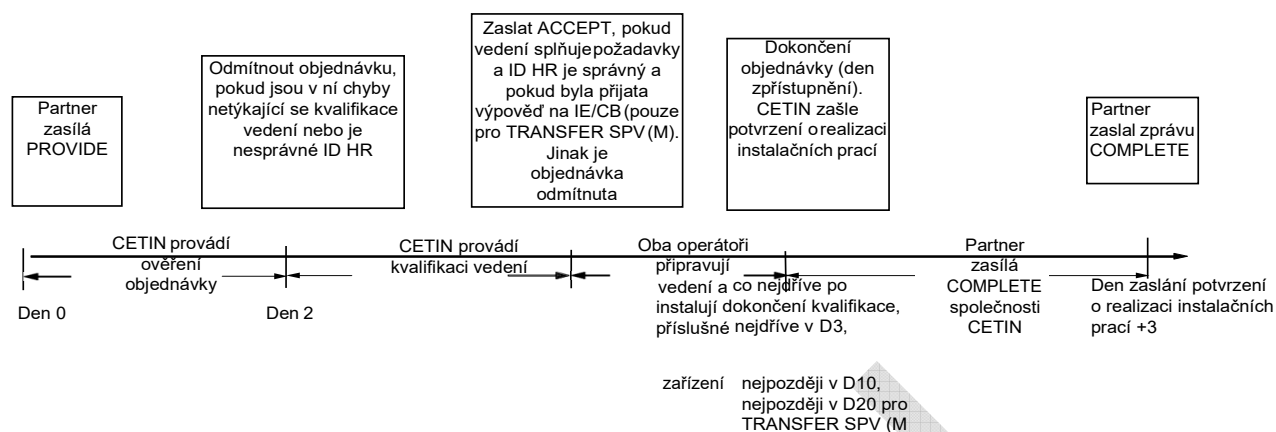 Partner
zasílá
PROVIDE
Odmítnout objednávku,
pokud jsou v ní chyby
netýkající se kvalifikace
vedení nebo je
nesprávné ID HR
Zaslat ACCEPT, pokud
vedení splňuje požadavky
a ID HR je správný a
pokud byla přijata
výpověď na IE/CB (pouze
pro TRANSFER SPV (M).
Jinak je
objednávka
odmítnuta
Dokončení
objednávky (den
zpřístupnění).
CETIN zašle
potvrzení o realizaci
instalačních prací
Partner
zaslal zprávu
COMPLETE
CETIN provádí
ověření
objednávky
CETIN provádí
kvalifikaci vedení
Oba operátoři
připravují
vedení a
instalují
příslušné
zařízení
Partner
zasílá
COMPLETE
společnosti
CETIN
Den 0
Den 2
co nejdříve po
dokončení kvalifikace,
nejdříve v D3,
nejpozději v D10,
nejpozději v D20 pro
TRANSFER SPV (M
Den zaslání potvrzení
o realizaci instalačních
prací +3